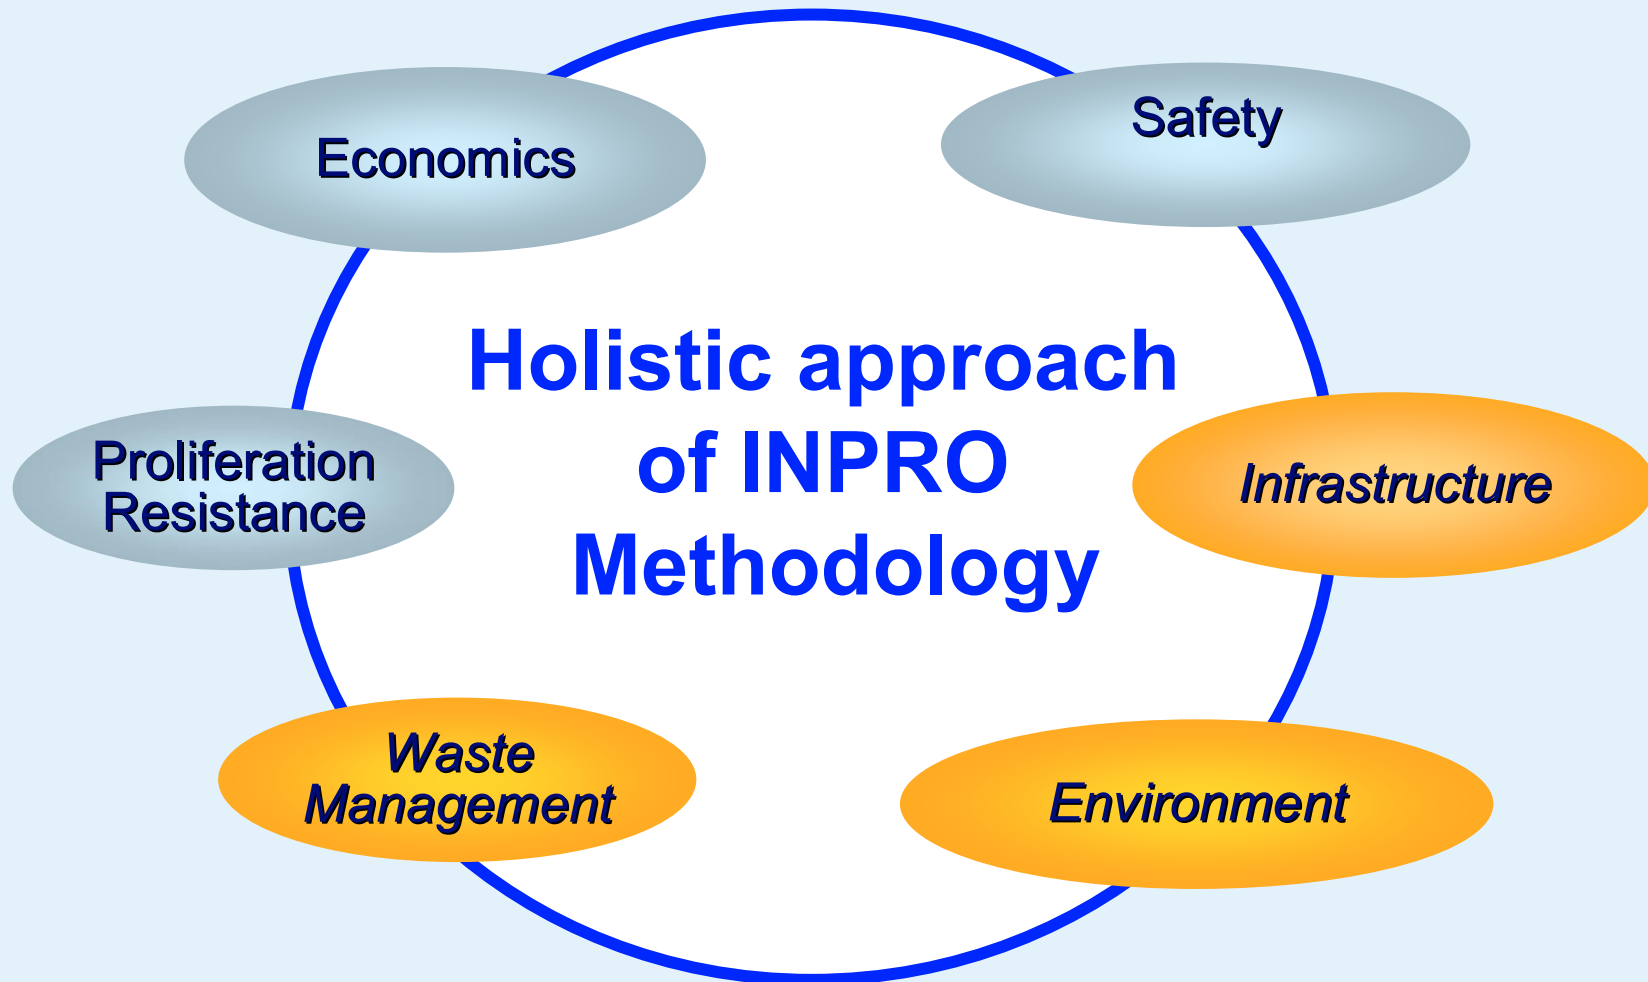 Economics
Safety
Holistic approach
of INPRO
Methodology
Proliferation
Resistance
Infrastructure
Waste
Management
Environment